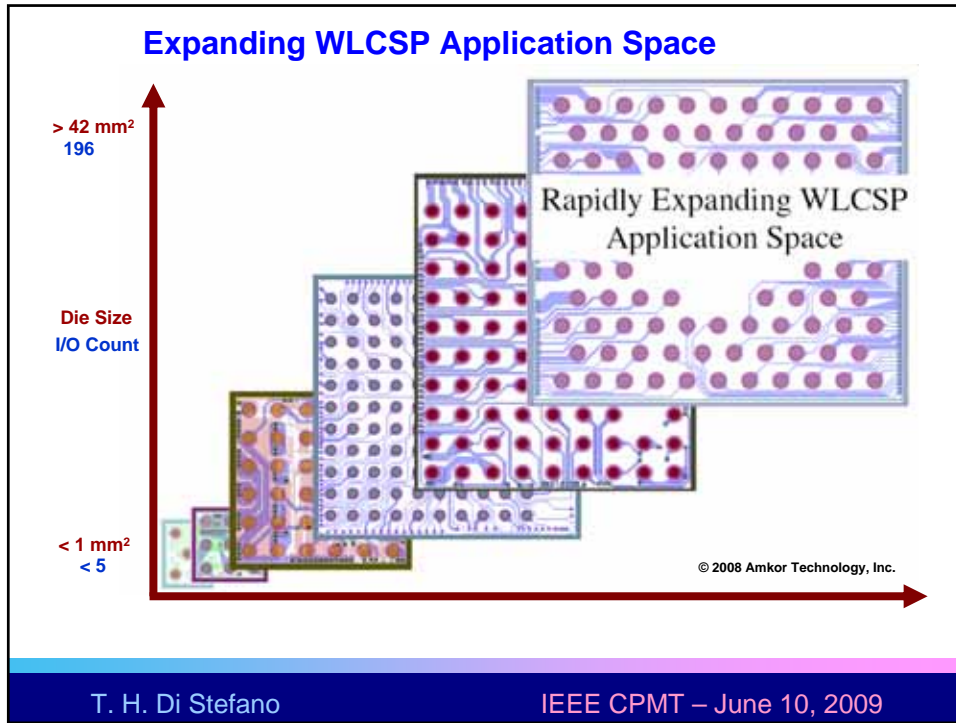 Expanding WLCSP Application Space
> 42 mm²
196
Rapidly Expanding WLCSP
Application Space
Die Size
I/O Count
< 1 mm²
< 5
© 2008 Amkor Technology, Inc.
T. H. Di Stefano
IEEE CPMT – June 10, 2009